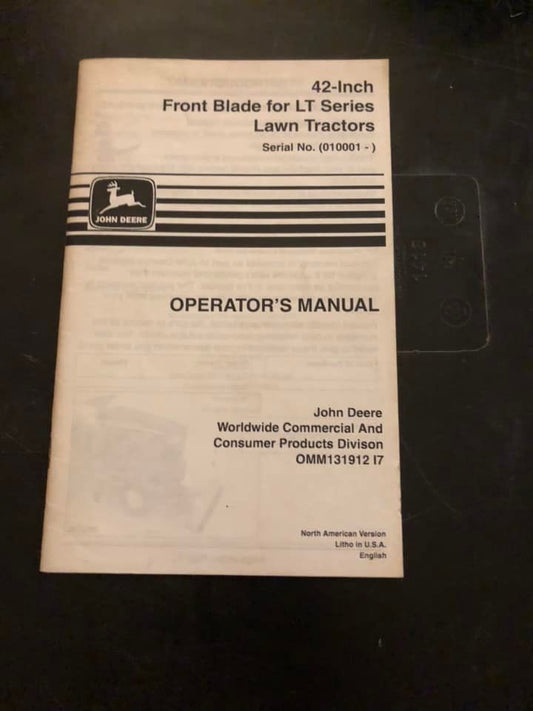 42-Inch
Front Blade for LT Series
Lawn Tractors
Serial No. (010001 - )
JOHN DEERE
OPERATOR'S MANUAL
John Deere
Worldwide Commercial And
Consumer Products Divison
OMM131912 I7
North American Version
Litho in U.S.A.
English
1415